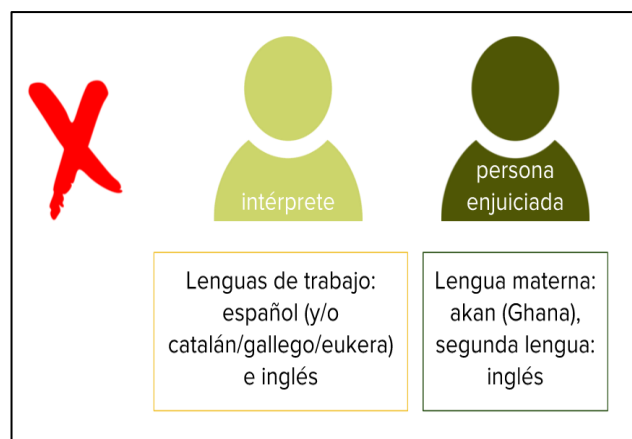 intérprete
persona
enjuiciada
Lenguas de trabajo:
español (y/o
catalán/gallego/eukera)
e inglés
Lengua materna:
akan (Ghana),
segunda lengua:
inglés